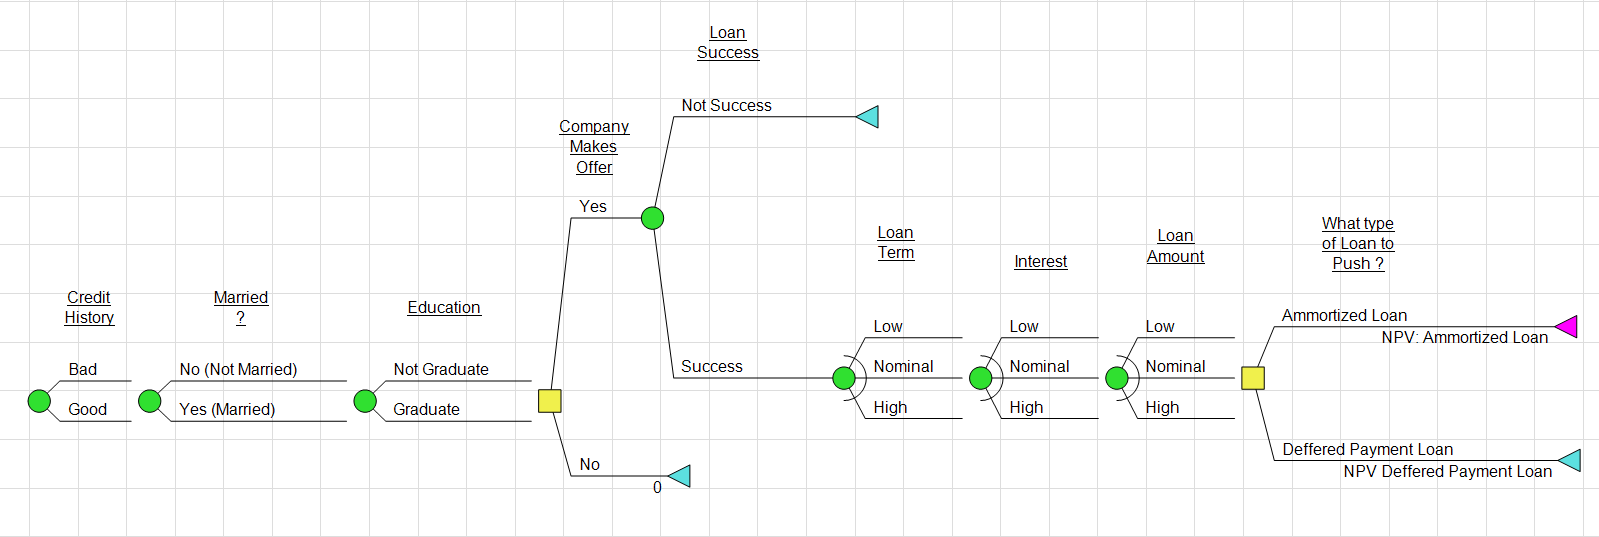 Loan
Success
Not Success
Company
Makes
Offer
Yes
What type
of Loan to
Push ?
Loan
Term
Loan
Amount
Interest
Credit
History
Married
?
Education
Ammortized Loan
NPV: Ammortized Loan
Low
Low
Low
Bad
No (Not Married)
Not Graduate
Success
Nominal
Nominal
Nominal
Good
Yes (Married)
Graduate
High
High
High
Deffered Payment Loan
NPV Deffered Payment Loan
No
0